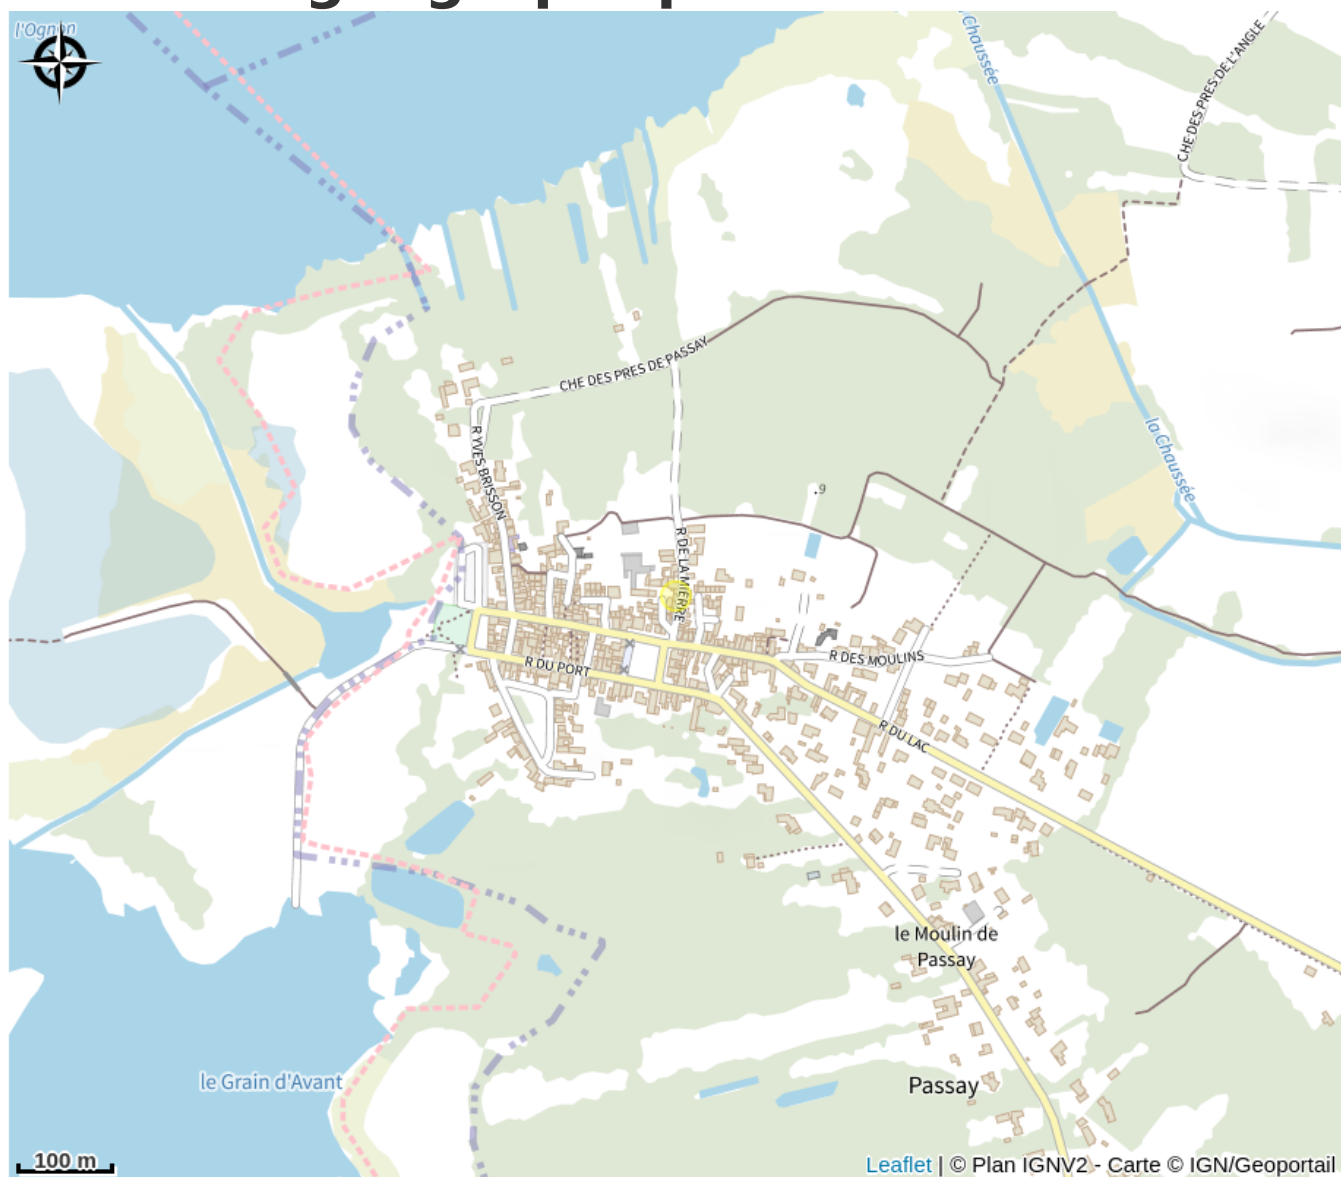 l'Ognon
Chaussée
CHE DES PRES DE L'ANGLE
CHE DES PRES DE PASSAY
la Chaussée
R YVES BRISSON
.9
R DE LA MIERRE
R DU PORT
R DES MOULINS
R DU LAC
le Moulin de
Passay
le Grain d'Avant
Passay
100 m
Leaflet | © Plan IGNV2 - Carte © IGN/Geoportail